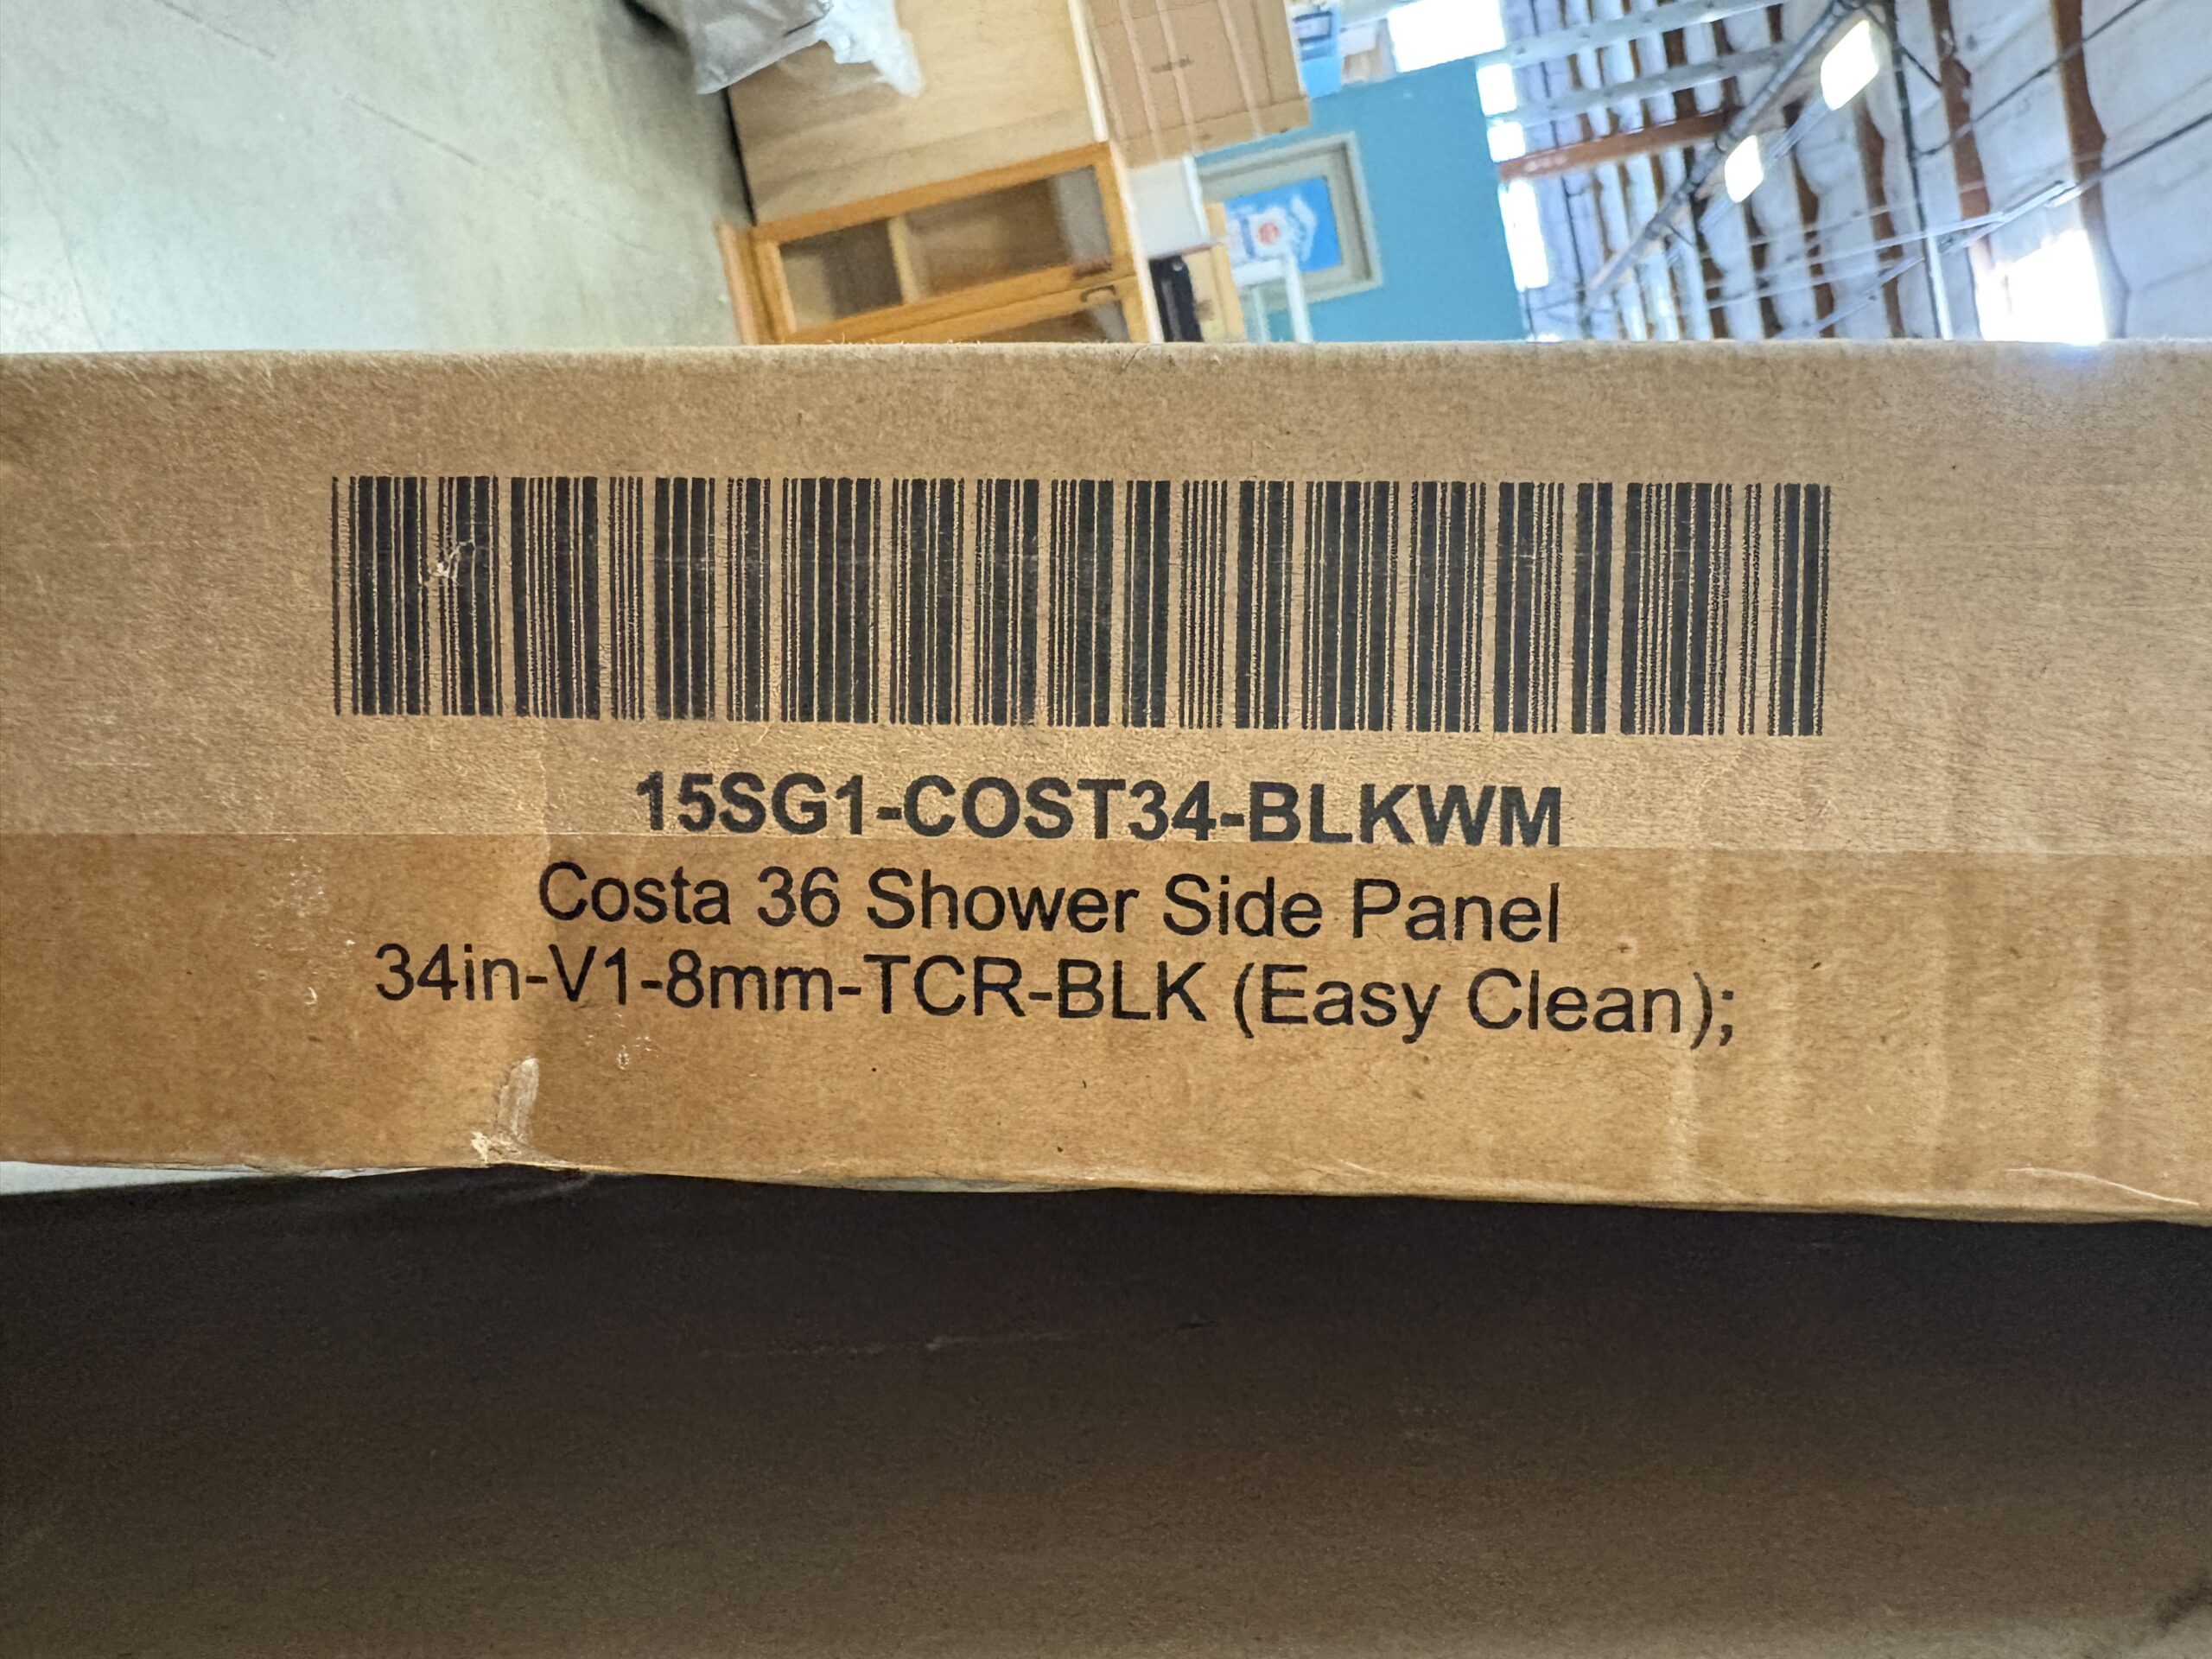 15SG1-COST34-BLKWM
Costa 36 Shower Side Panel
34in-V1-8mm-TCR-BLK (Easy Clean);